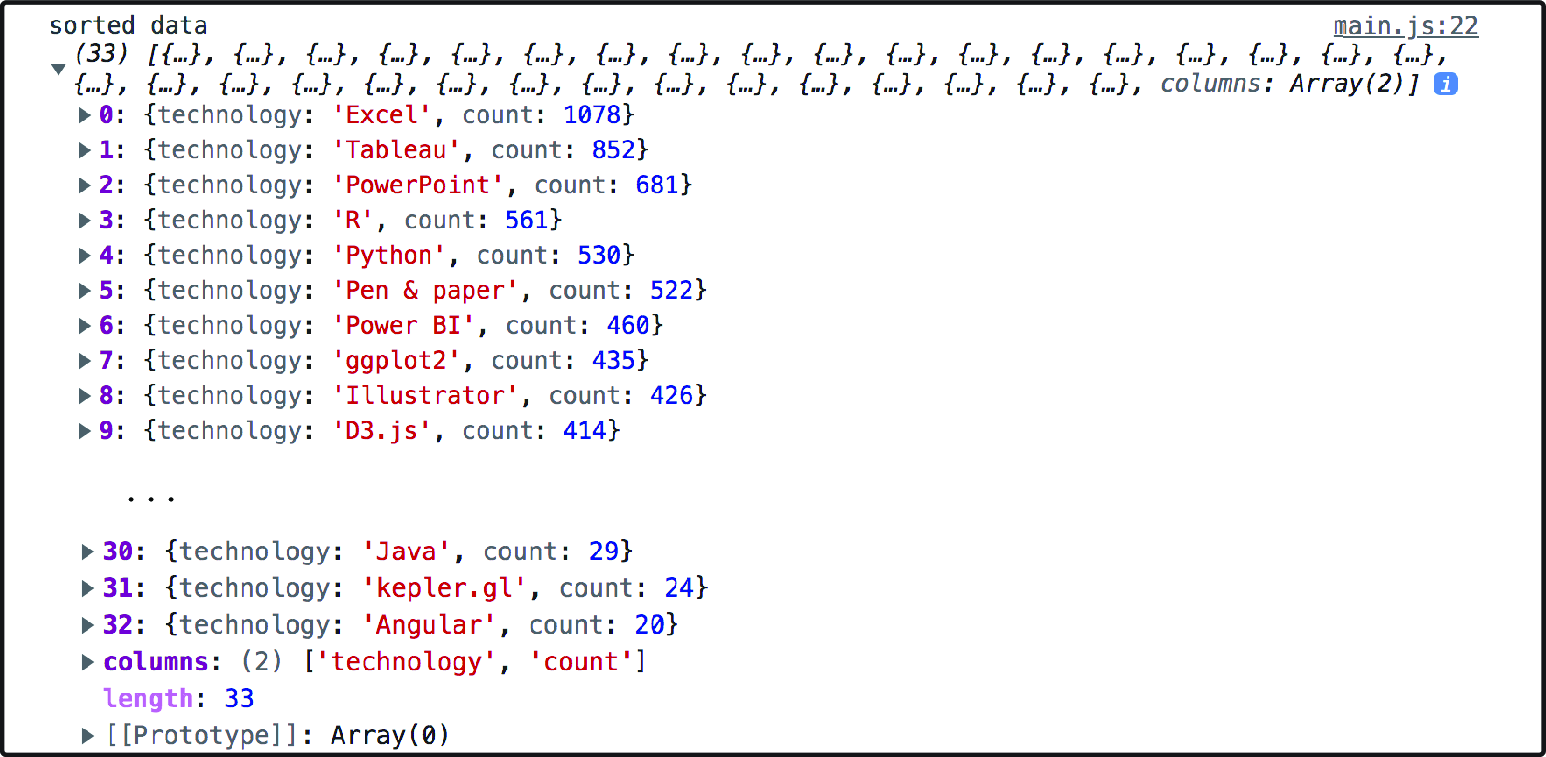 sorted data main.js:22
(33) [{…}, {…}, {…}, {…}, {…}, {…}, {…}, {…}, {…}, {…}, {…}, {…}, {…}, {…}, {…}, {…}, {…}, {…},
{…}, {…}, {…}, {…}, {…}, {…}, {…}, {…}, {…}, {…}, {…}, {…}, {…}, {…}, {…}, columns: Array(2)] i
▶ 0: {technology: 'Excel', count: 1078}
▶ 1: {technology: 'Tableau', count: 852}
▶ 2: {technology: 'PowerPoint', count: 681}
▶ 3: {technology: 'R', count: 561}
▶ 4: {technology: 'Python', count: 530}
▶ 5: {technology: 'Pen & paper', count: 522}
▶ 6: {technology: 'Power BI', count: 460}
▶ 7: {technology: 'ggplot2', count: 435}
▶ 8: {technology: 'Illustrator', count: 426}
▶ 9: {technology: 'D3.js', count: 414}
...
▶ 30: {technology: 'Java', count: 29}
▶ 31: {technology: 'kepler.gl', count: 24}
▶ 32: {technology: 'Angular', count: 20}
▶ columns: (2) ['technology', 'count']
length: 33
▶ [[Prototype]]: Array(0)